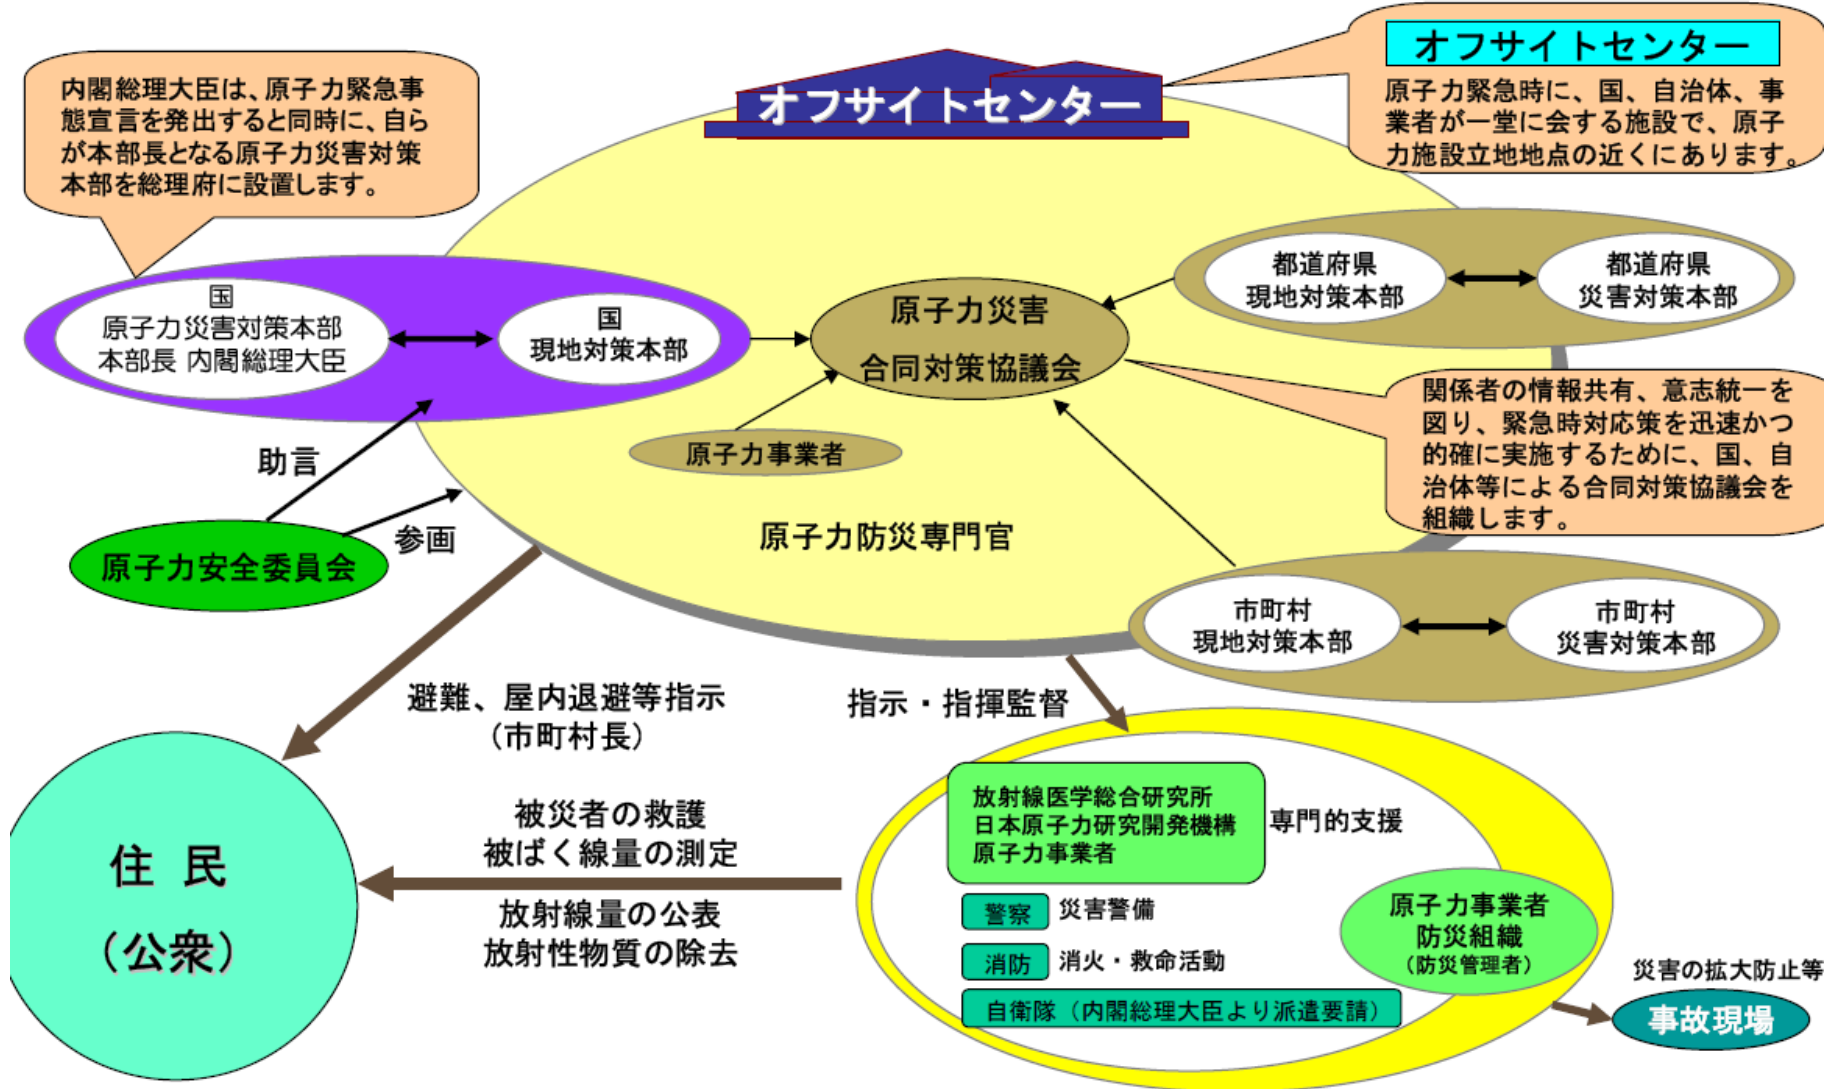 オフサイトセンター
オフサイトセンター
原子力緊急時に、国、自治体、事
業者が一堂に会する施設で、原子
力施設立地地点の近くにあります。
内閣総理大臣は、原子力緊急事
態宣言を発出すると同時に、自ら
が本部長となる原子力災害対策
本部を総理府に設置します。
国
原子力災害対策本部
本部長 内閣総理大臣
国
現地対策本部
原子力災害
合同対策協議会
都道府県
現地対策本部
都道府県
災害対策本部
関係者の情報共有、意志統一を
図り、緊急時対応策を迅速かつ
的確に実施するために、国、自
治体等による合同対策協議会を
組織します。
原子力事業者
助言
参画
原子力安全委員会
原子力防災専門官
市町村
現地対策本部
市町村
災害対策本部
避難、屋内退避等指示
（市町村長）
指示・指揮監督
住 民
（公衆）
被災者の救護
被ばく線量の測定
放射線量の公表
放射性物質の除去
放射線医学総合研究所
日本原子力研究開発機構
原子力事業者
専門的支援
警察 災害警備
消防 消火・救命活動
自衛隊（内閣総理大臣より派遣要請）
原子力事業者
防災組織
（防災管理者）
災害の拡大防止等
事故現場